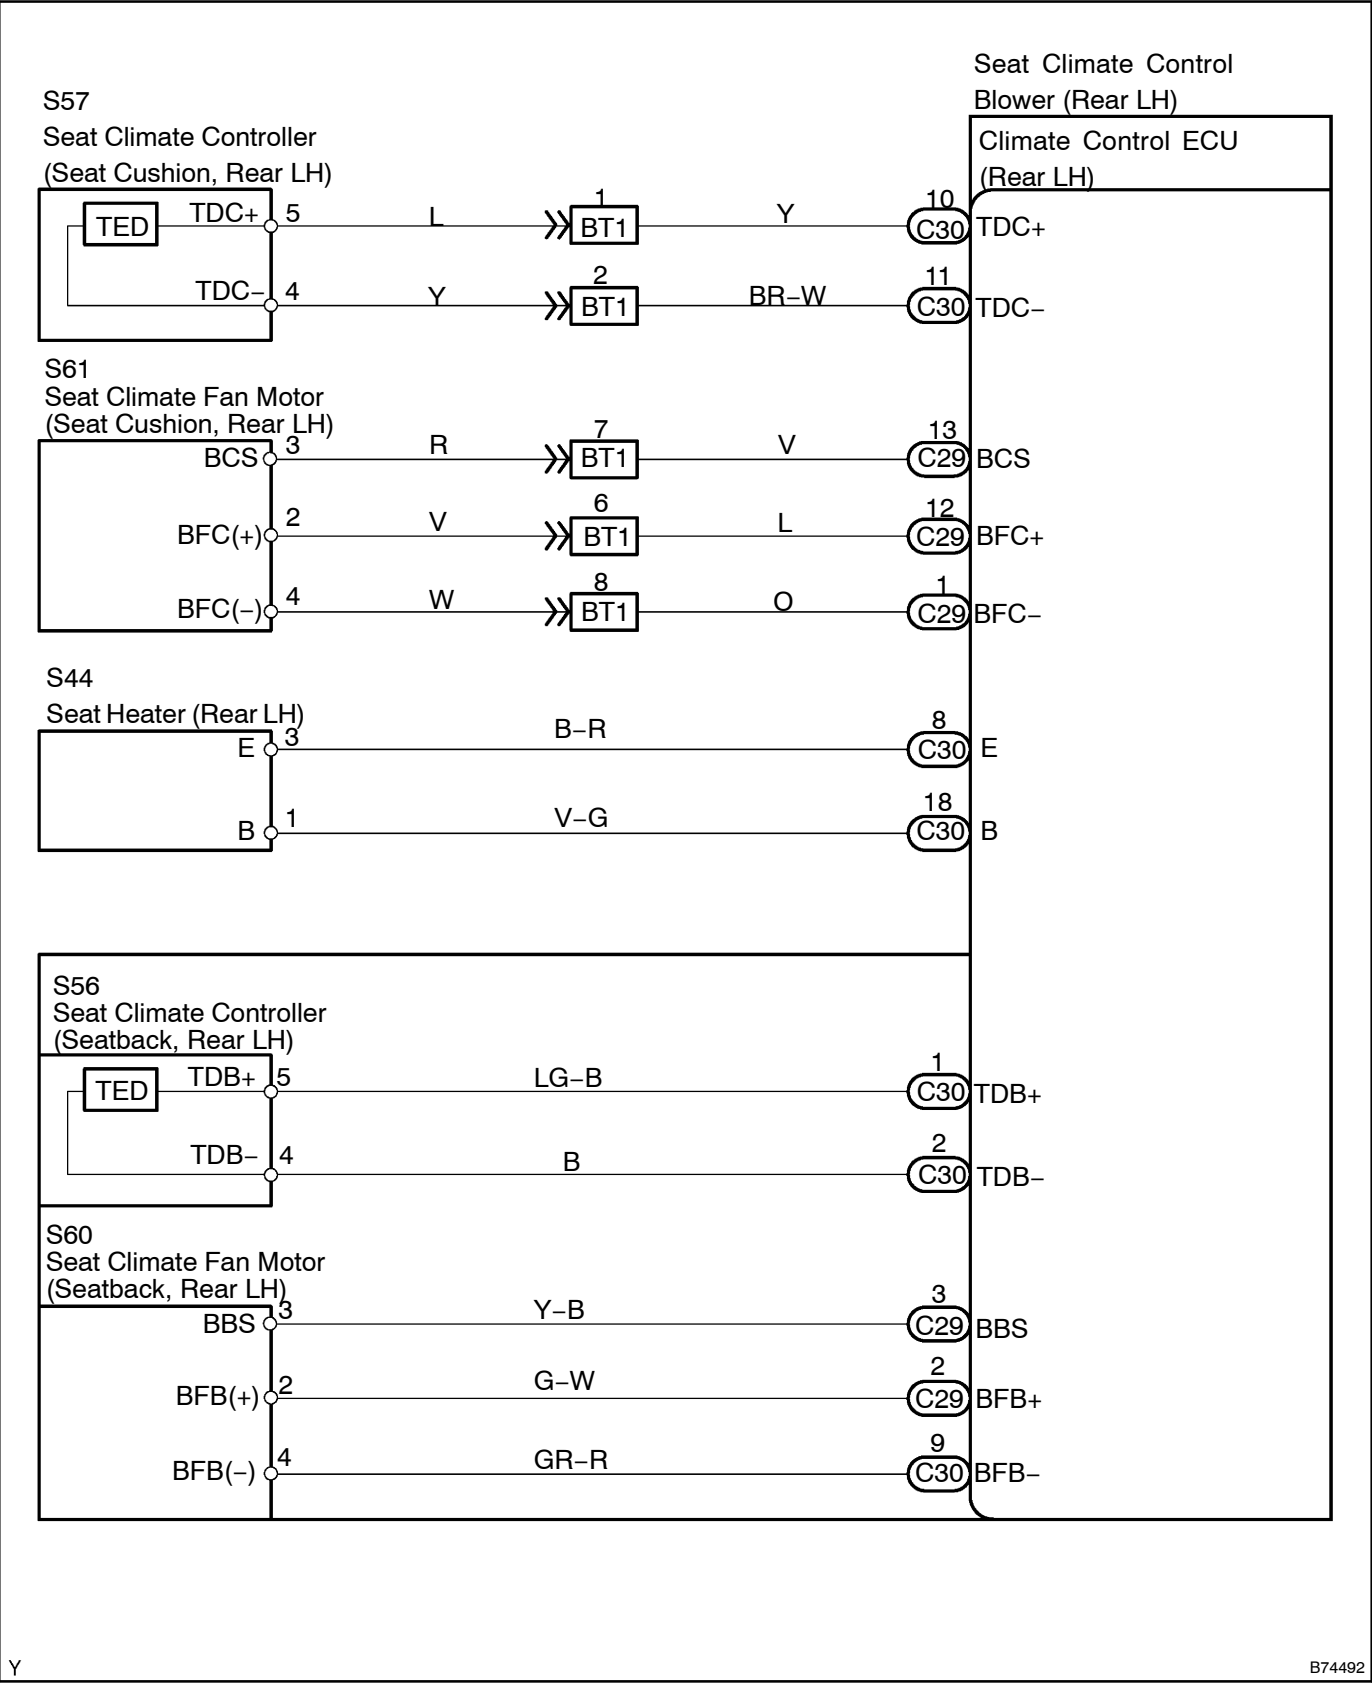 Seat Climate Control
Blower (Rear LH)
S57
Seat Climate Controller
(Seat Cushion, Rear LH)
Climate Control ECU
(Rear LH)
TED TDC+ 5 L 1 BT1 Y 10 C30 TDC+
TDC− 4 Y 2 BT1 BR−W 11 C30 TDC−
S61
Seat Climate Fan Motor
(Seat Cushion, Rear LH)
BCS 3 R 7 BT1 V 13 C29 BCS
BFC(+) 2 V 6 BT1 L 12 C29 BFC+
BFC(−) 4 W 8 BT1 O 1 C29 BFC−
S44
Seat Heater (Rear LH)
E 3 B−R 8 C30 E
B 1 V−G 18 C30 B
S56
Seat Climate Controller
(Seatback, Rear LH)
TED TDB+ 5 LG−B 1 C30 TDB+
TDB− 4 B 2 C30 TDB−
S60
Seat Climate Fan Motor
(Seatback, Rear LH)
BBS 3 Y−B 3 C29 BBS
BFB(+) 2 G−W 2 C29 BFB+
BFB(−) 4 GR−R 9 C30 BFB−
Y B74492